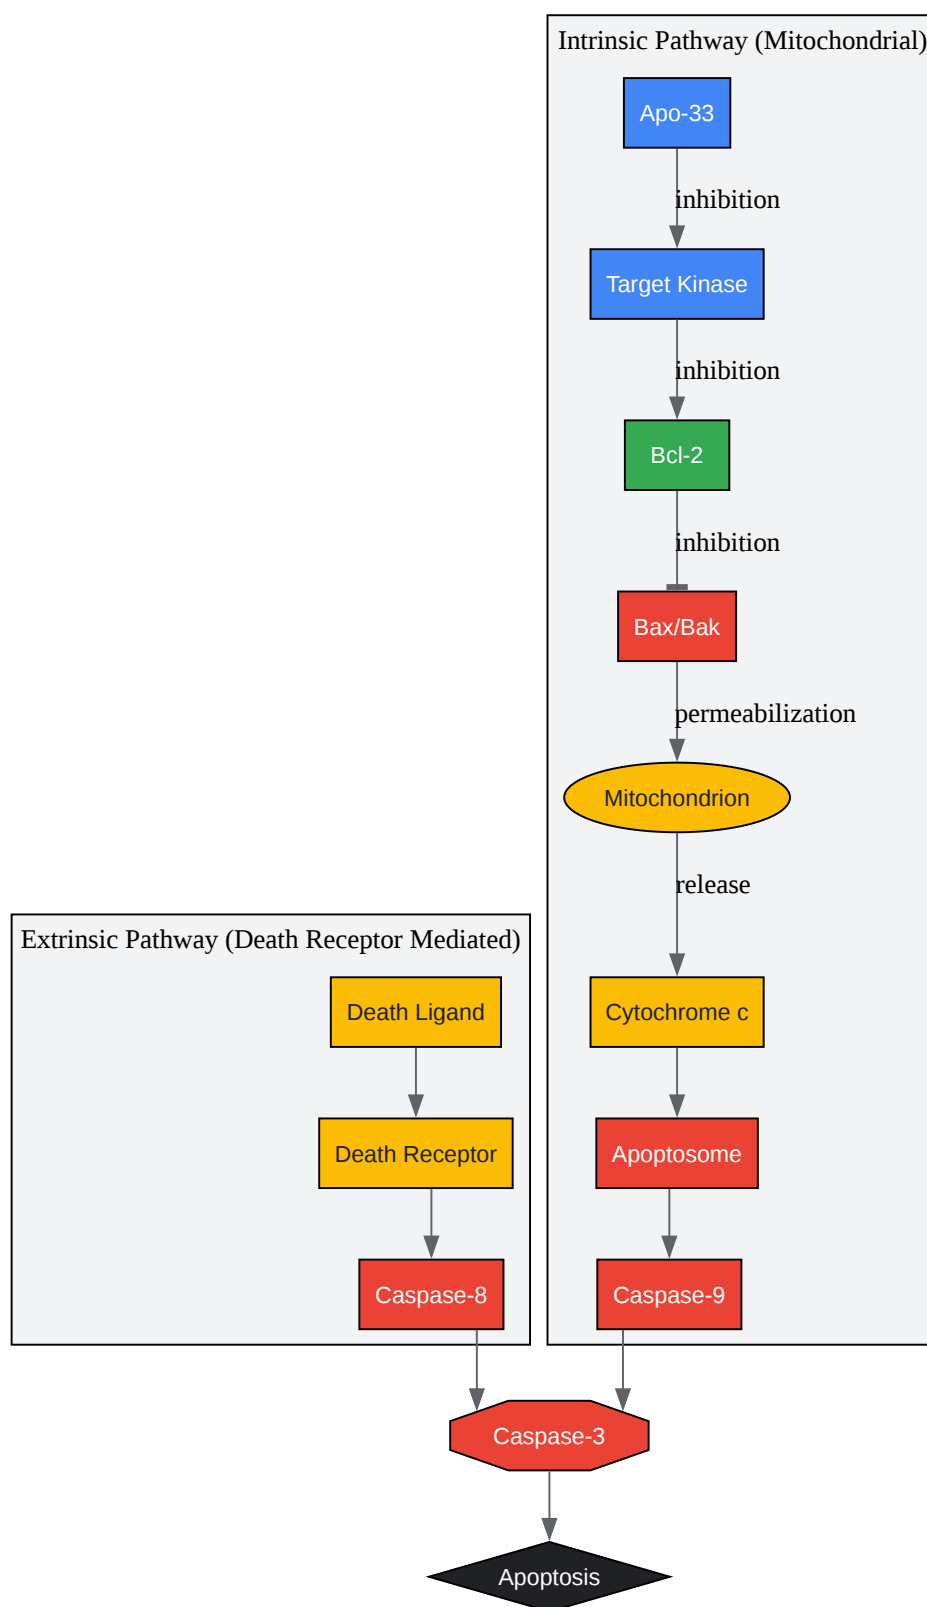 Intrinsic Pathway (Mitochondrial)
Apo-33
inhibition
Target Kinase
inhibition
Bcl-2
inhibition
Bax/Bak
permeabilization
Mitochondrion
release
Cytochrome c
Apoptosome
Caspase-9
Extrinsic Pathway (Death Receptor Mediated)
Death Ligand
Death Receptor
Caspase-8
Caspase-3
Apoptosis